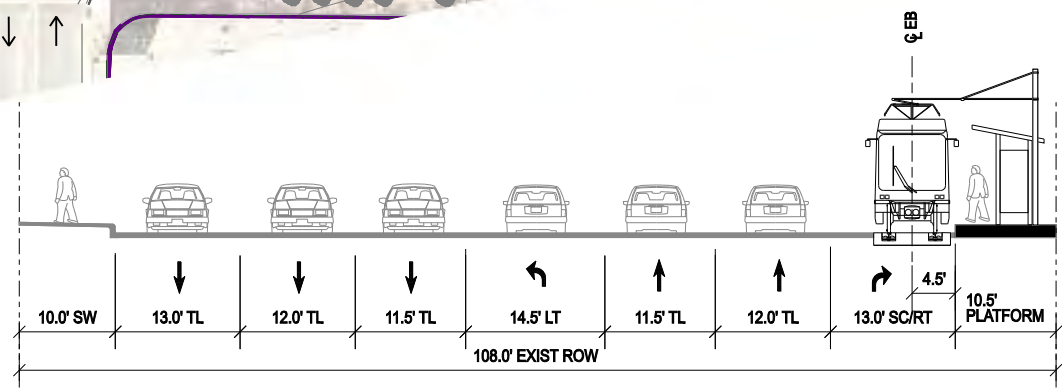 ℄ EB
4.5'
10.0' SW
13.0' TL
12.0' TL
11.5' TL
14.5' LT
11.5' TL
12.0' TL
13.0' SC/RT
10.5'
PLATFORM
108.0' EXIST ROW